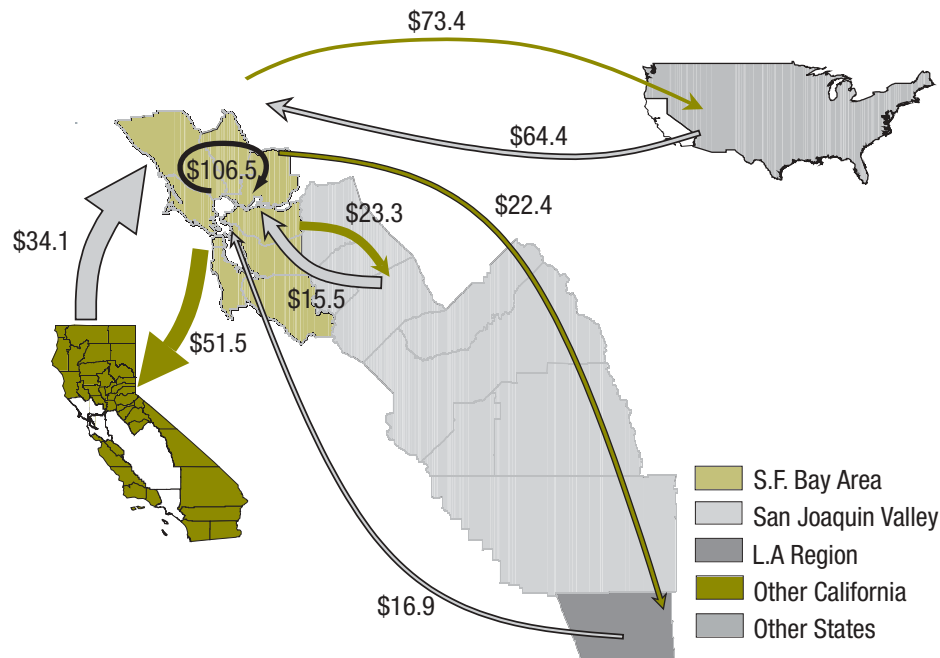 $73.4
$64.4
$106.5
$22.4
$34.1
$23.3
$15.5
$51.5
$16.9
S.F. Bay Area
San Joaquin Valley
L.A Region
Other California
Other States